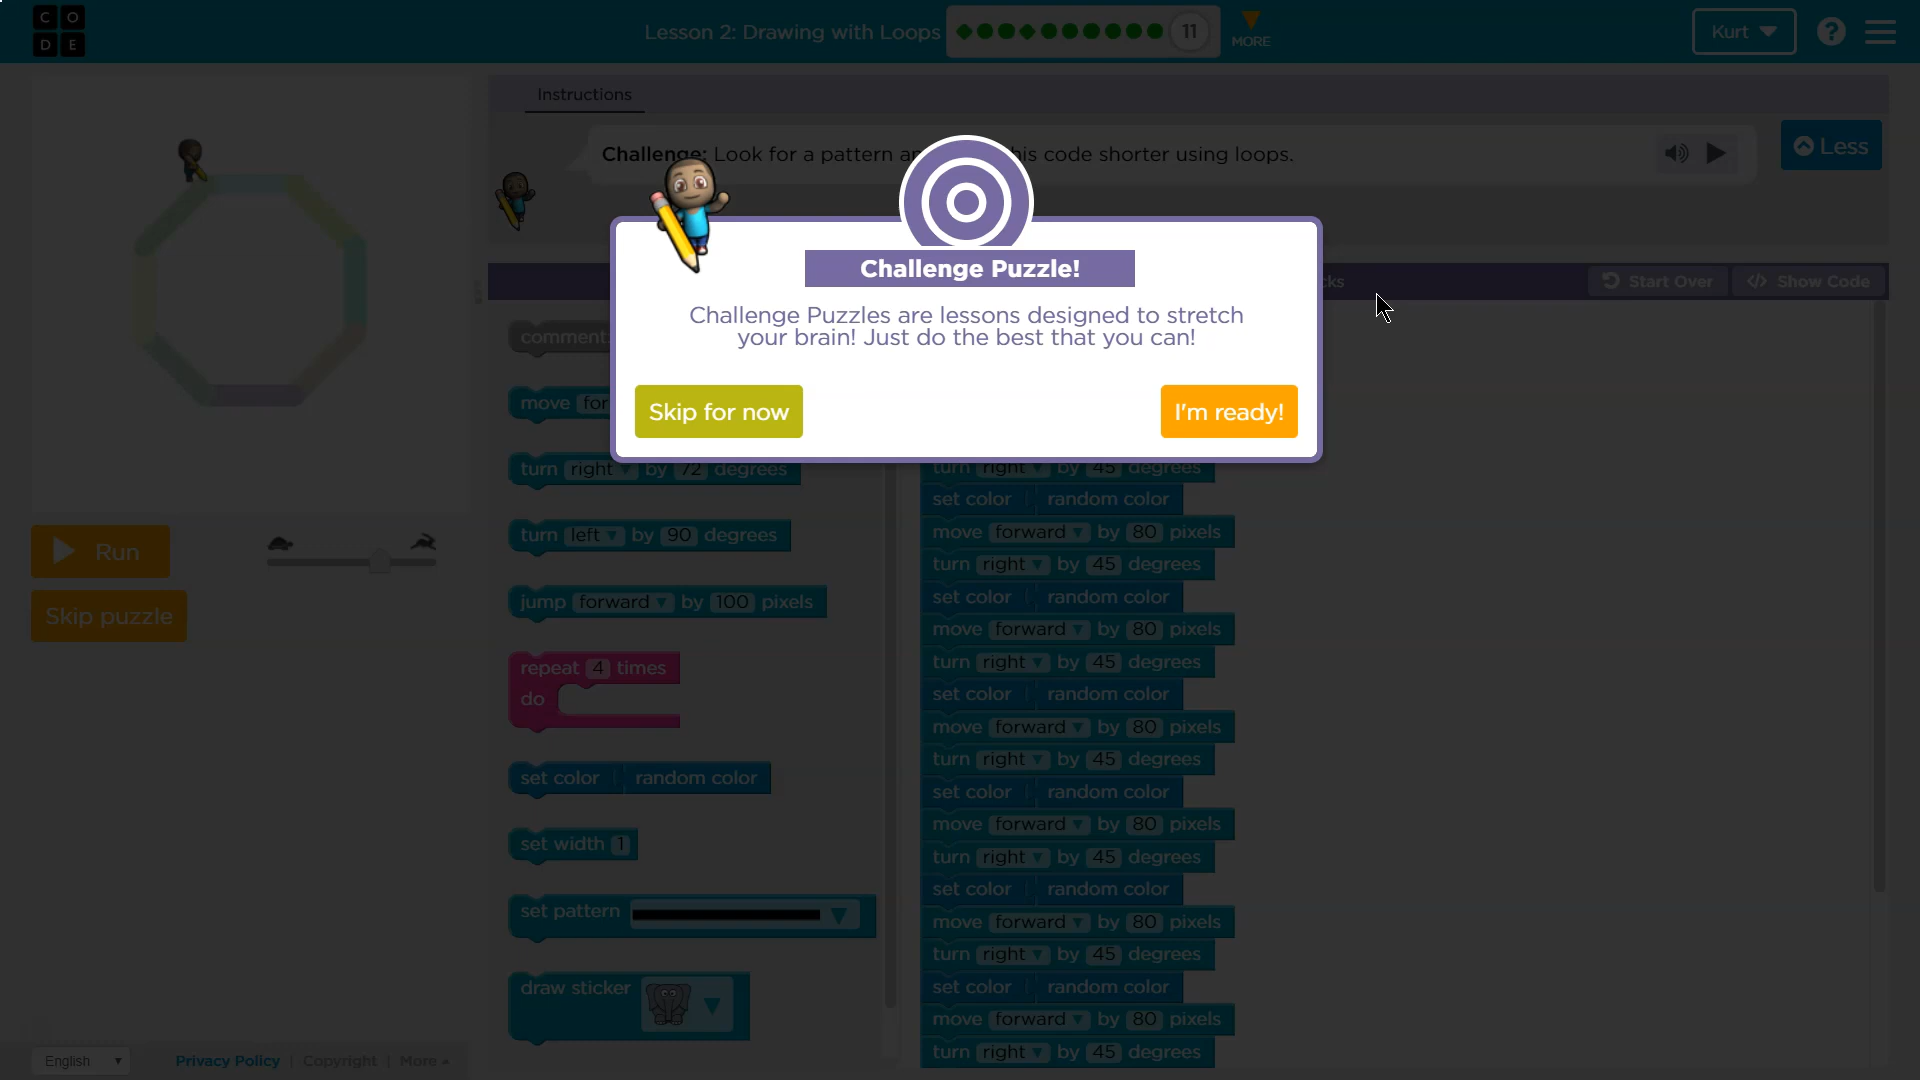 C O
D E
Lesson 2: Drawing with Loops
11
MORE
Kurt
?
Instructions
Challenge: Look for a pattern an his code shorter using loops.
Less
Challenge Puzzle!
Challenge Puzzles are lessons designed to stretch
your brain! Just do the best that you can!
Skip for now
I'm ready!
cks
Start Over
</> Show Code
Run
Skip puzzle
comment:
move for
turn right by 72 degrees
turn left by 90 degrees
jump forward by 100 pixels
repeat 4 times
do
set color random color
set width 1
set pattern
draw sticker
turn right by 45 degrees
set color random color
move forward by 80 pixels
turn right by 45 degrees
set color random color
move forward by 80 pixels
turn right by 45 degrees
set color random color
move forward by 80 pixels
turn right by 45 degrees
set color random color
move forward by 80 pixels
turn right by 45 degrees
set color random color
move forward by 80 pixels
turn right by 45 degrees
set color random color
move forward by 80 pixels
turn right by 45 degrees
English
Privacy Policy | Copyright | More